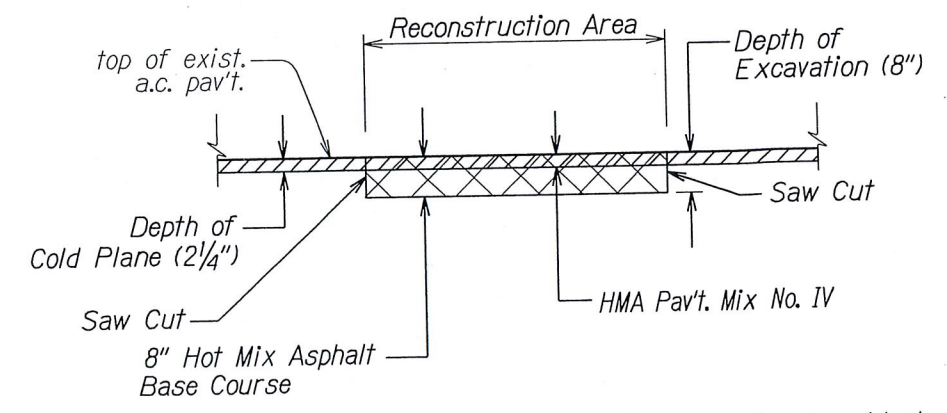 Reconstruction Area
top of exist.
a.c. pav't.
Depth of
Excavation (8")
Saw Cut
Depth of
Cold Plane (2¼")
HMA Pav't. Mix No. IV
Saw Cut
8" Hot Mix Asphalt
Base Course